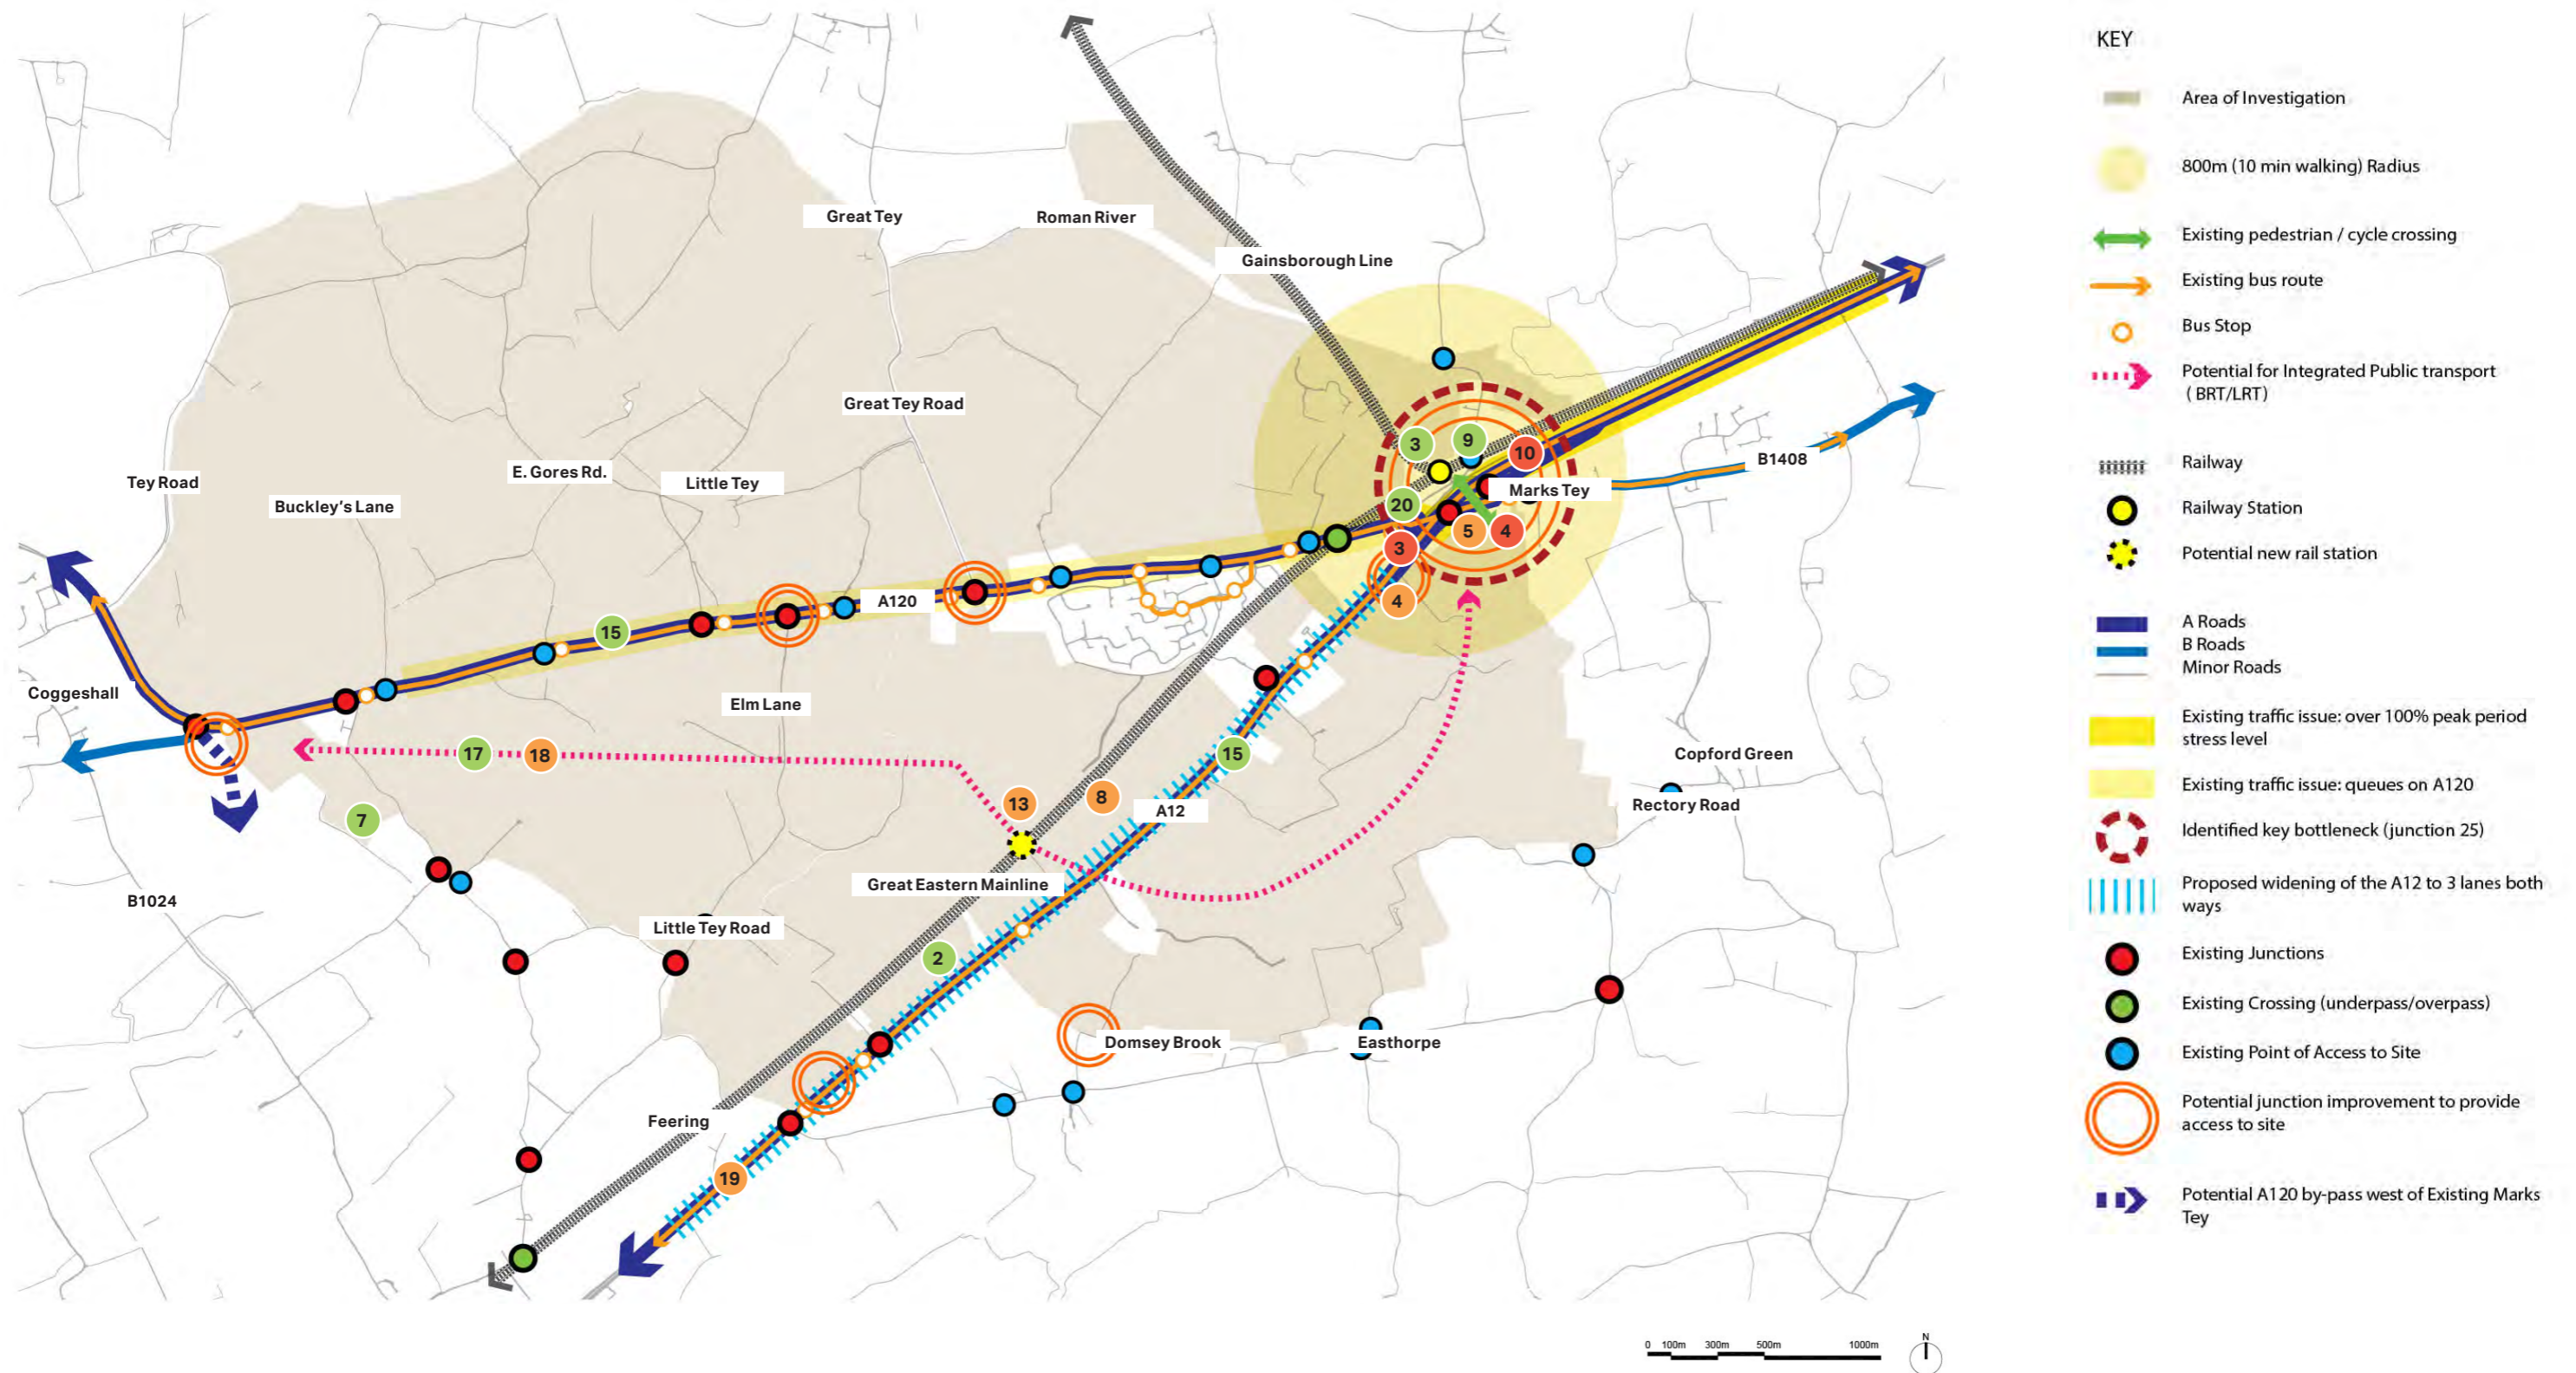 Great Tey
Roman River
Gainsborough Line
Great Tey Road
3
9
10
B1408
E. Gores Rd.
Little Tey
Tey Road
Buckley's Lane
Marks Tey
20
5
4
3
4
A120
15
Coggeshall
Elm Lane
17
18
15
Copford Green
13
8
A12
Rectory Road
7
Great Eastern Mainline
B1024
Little Tey Road
2
Domsey Brook
Easthorpe
Feering
19
0 100m 300m 500m 1000m
N
KEY
Area of Investigation
800m (10 min walking) Radius
Existing pedestrian / cycle crossing
Existing bus route
Bus Stop
Potential for Integrated Public transport
( BRT/LRT)
Railway
Railway Station
Potential new rail station
A Roads
B Roads
Minor Roads
Existing traffic issue: over 100% peak period
stress level
Existing traffic issue: queues on A120
Identified key bottleneck (junction 25)
Proposed widening of the A12 to 3 lanes both
ways
Existing Junctions
Existing Crossing (underpass/overpass)
Existing Point of Access to Site
Potential junction improvement to provide
access to site
Potential A120 by-pass west of Existing Marks
Tey